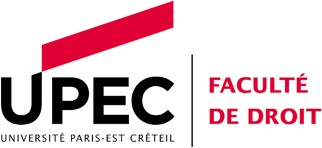 UPEC
UNIVERSITÉ PARIS-EST CRÉTEIL
FACULTÉ
DE DROIT